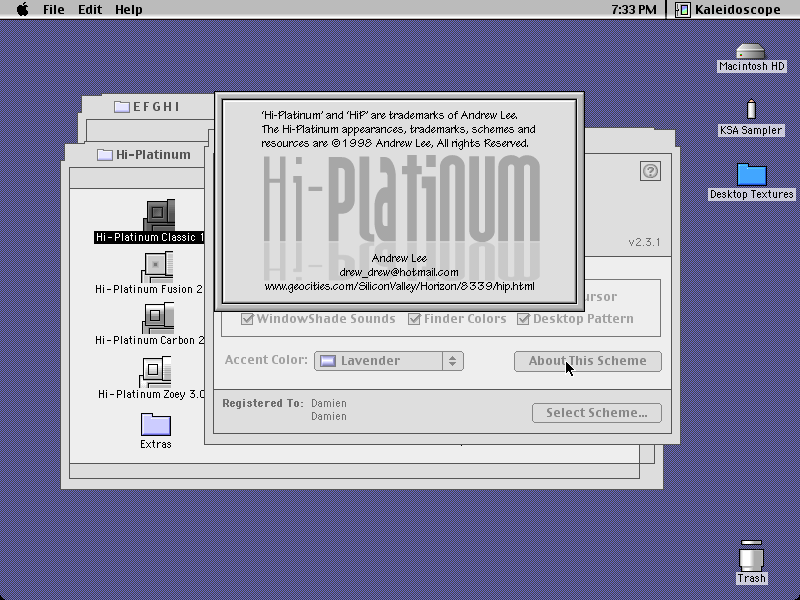 File Edit Help
7:33 PM
Kaleidoscope
Macintosh HD
KSA Sampler
Desktop Textures
Trash
E F G H I
Hi-Platinum
Hi-Platinum Classic 1
Hi-Platinum Fusion 2
Hi-Platinum Carbon 2
Hi-Platinum Zoey 3.0
Extras
'Hi-Platinum' and 'HiP' are trademarks of Andrew Lee.
The Hi-Platinum appearances, trademarks, schemes and
resources are ©1998 Andrew Lee, All rights Reserved.
Hi-Platinum
Andrew Lee
drew_drew@hotmail.com
www.geocities.com/SiliconValley/Horizon/8339/hip.html
?
v2.3.1
WindowShade Sounds
Finder Colors
Desktop Pattern
Accent Color:
Lavender
About This Scheme
Registered To:
Damien
Damien
Select Scheme...